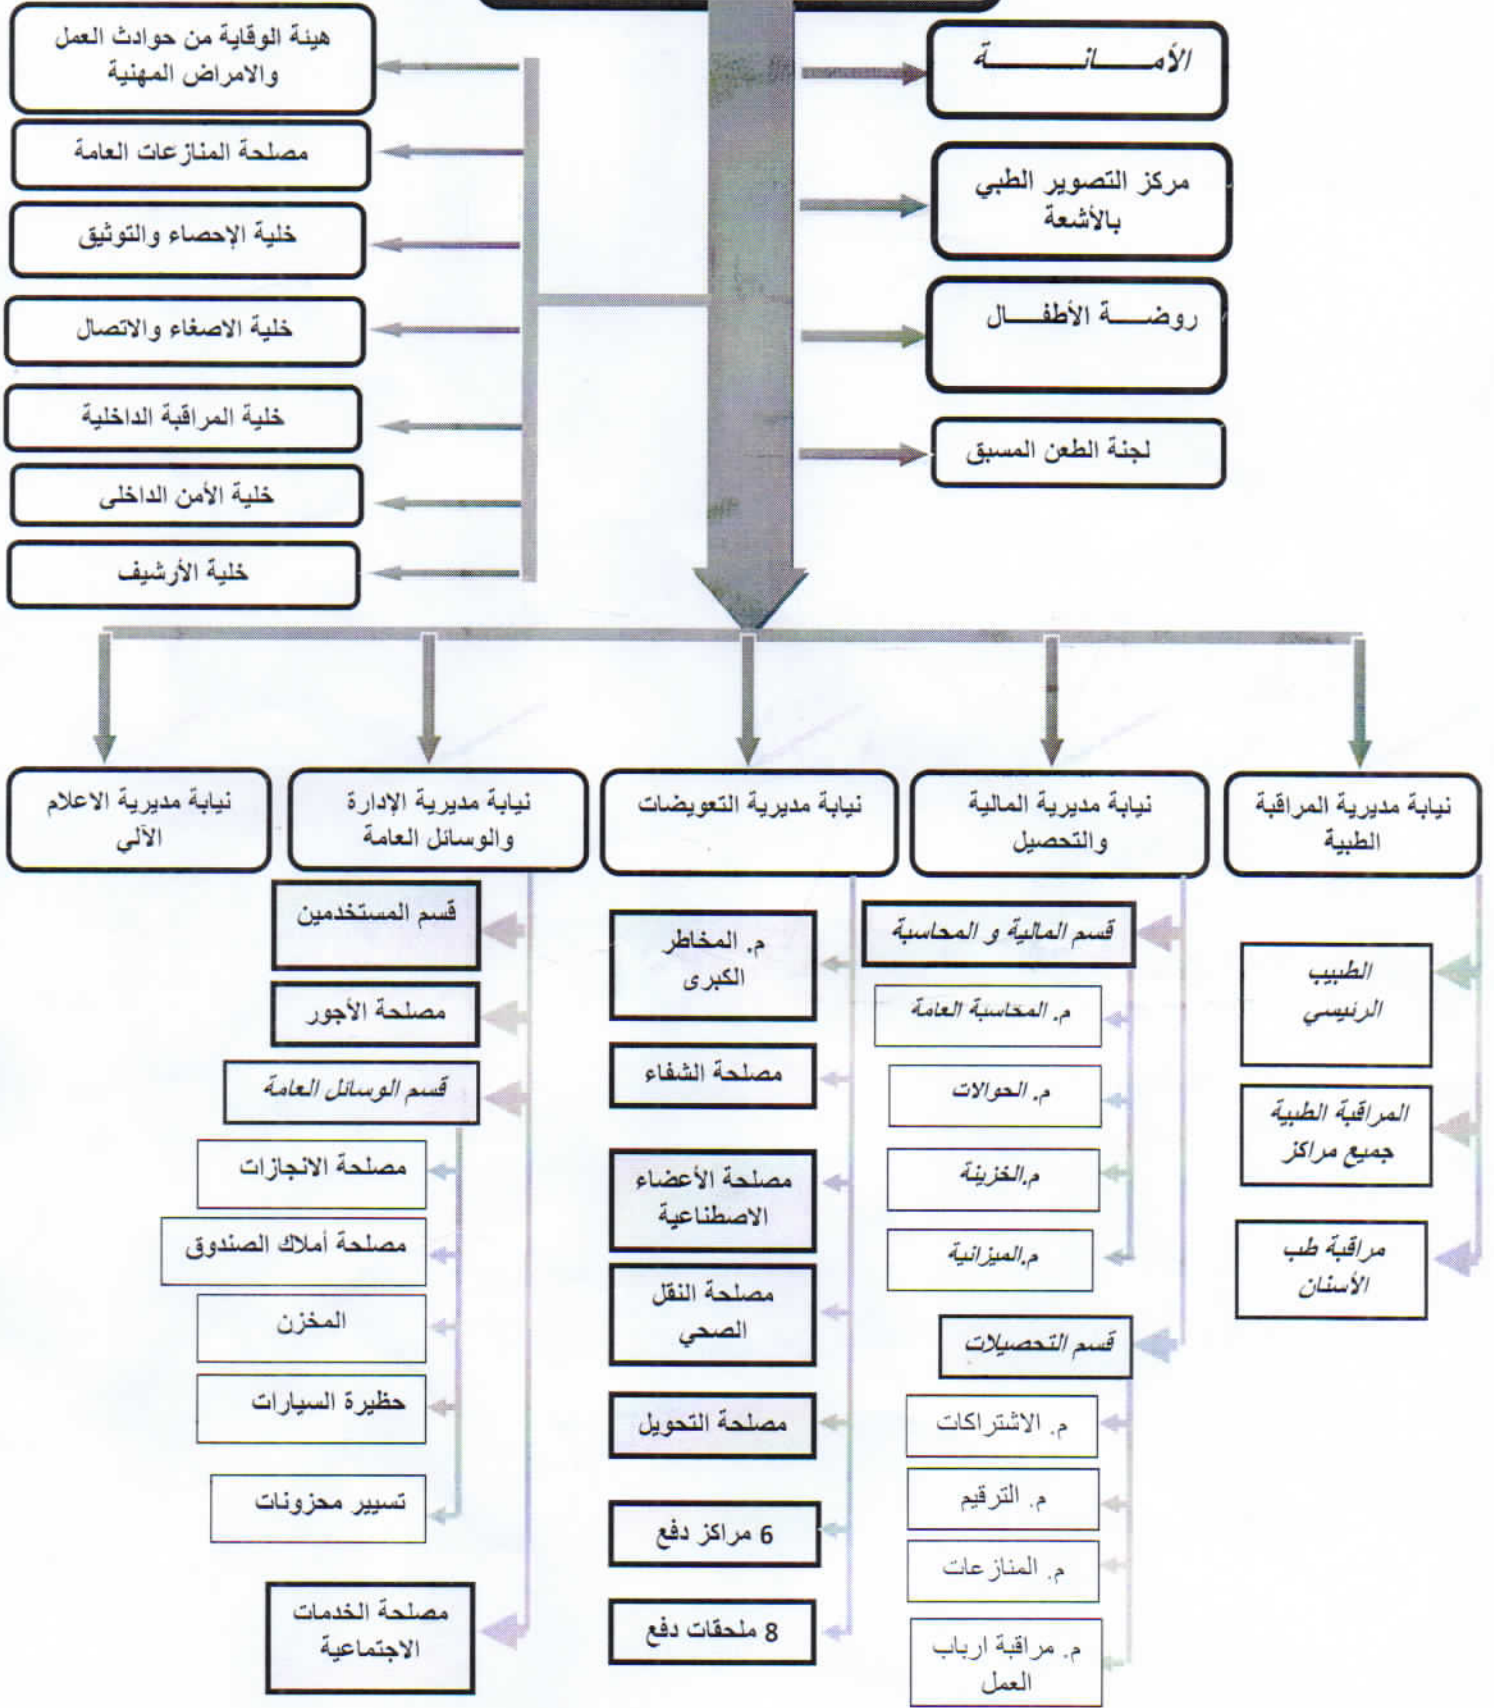 الأمـــانـــــة
مركز التصوير الطبي
بالأشعة
روضــــة الأطفــــال
لجنة الطعن المسبق
هيئة الوقاية من حوادث العمل
والامراض المهنية
مصلحة المنازعات العامة
خلية الإحصاء والتوثيق
خلية الاصغاء والاتصال
خلية المراقبة الداخلية
خلية الأمن الداخلي
خلية الأرشيف
نيابة مديرية المراقبة
الطبية
نيابة مديرية المالية
والتحصيل
نيابة مديرية التعويضات
نيابة مديرية الإدارة
والوسائل العامة
نيابة مديرية الاعلام
الآلي
الطبيب
الرئيسي
المراقبة الطبية
جميع مراكز
مراقبة طب
الأسنان
قسم المالية و المحاسبة
م. المحاسبة العامة
م. الحوالات
م.الخزينة
م.الميزانية
قسم التحصيلات
م. الاشتراكات
م. الترقيم
م. المنازعات
م. مراقبة ارباب
العمل
م. المخاطر
الكبرى
مصلحة الشفاء
مصلحة الأعضاء
الاصطناعية
مصلحة النقل
الصحي
مصلحة التحويل
6 مراكز دفع
8 ملحقات دفع
قسم المستخدمين
مصلحة الأجور
قسم الوسائل العامة
مصلحة الانجازات
مصلحة أملاك الصندوق
المخزن
حظيرة السيارات
تسيير محزونات
مصلحة الخدمات
الاجتماعية